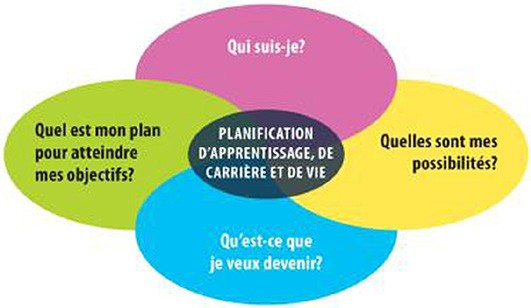 Qui suis-je?
Quel est mon plan
pour atteindre
mes objectifs?
PLANIFICATION
D'APPRENTISSAGE, DE
CARRIÈRE ET DE VIE
Quelles sont mes
possibilités?
Qu'est-ce que
je veux devenir?